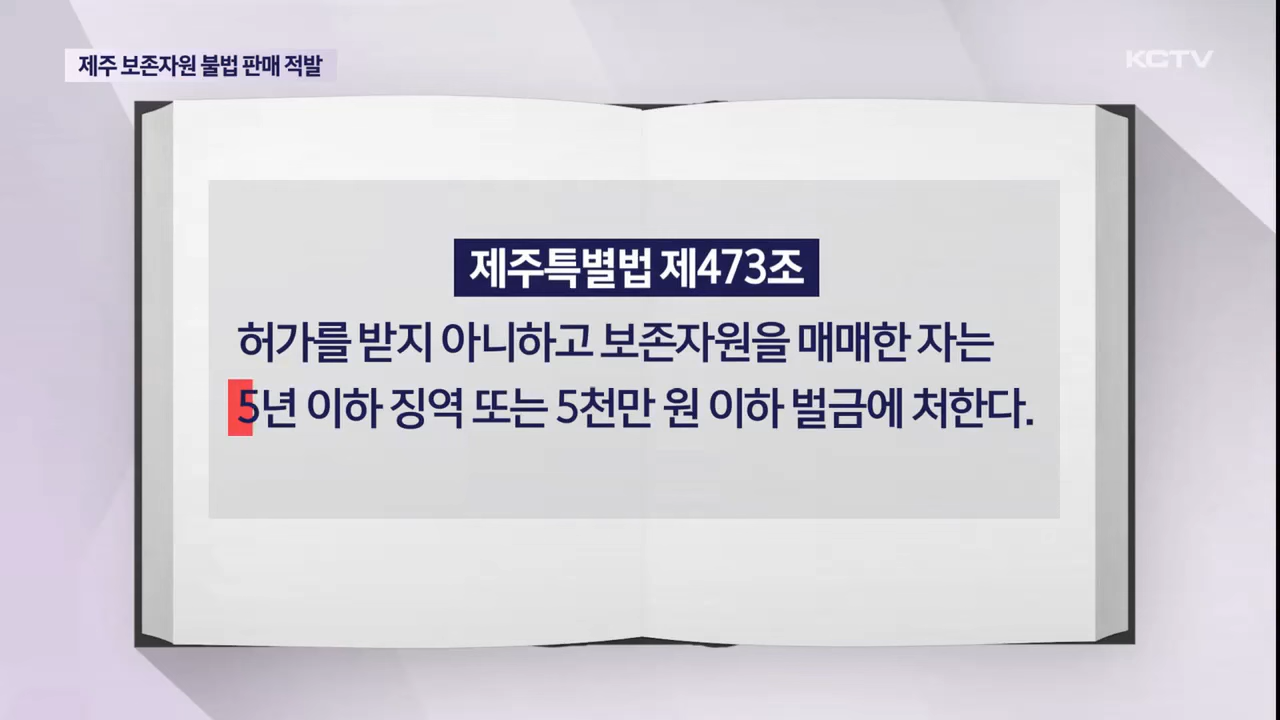 제주 보존자원 불법 판매 적발
KCTV
제주특별법 제473조
허가를 받지 아니하고 보존자원을 매매한 자는
5년 이하 징역 또는 5천만 원 이하 벌금에 처한다.